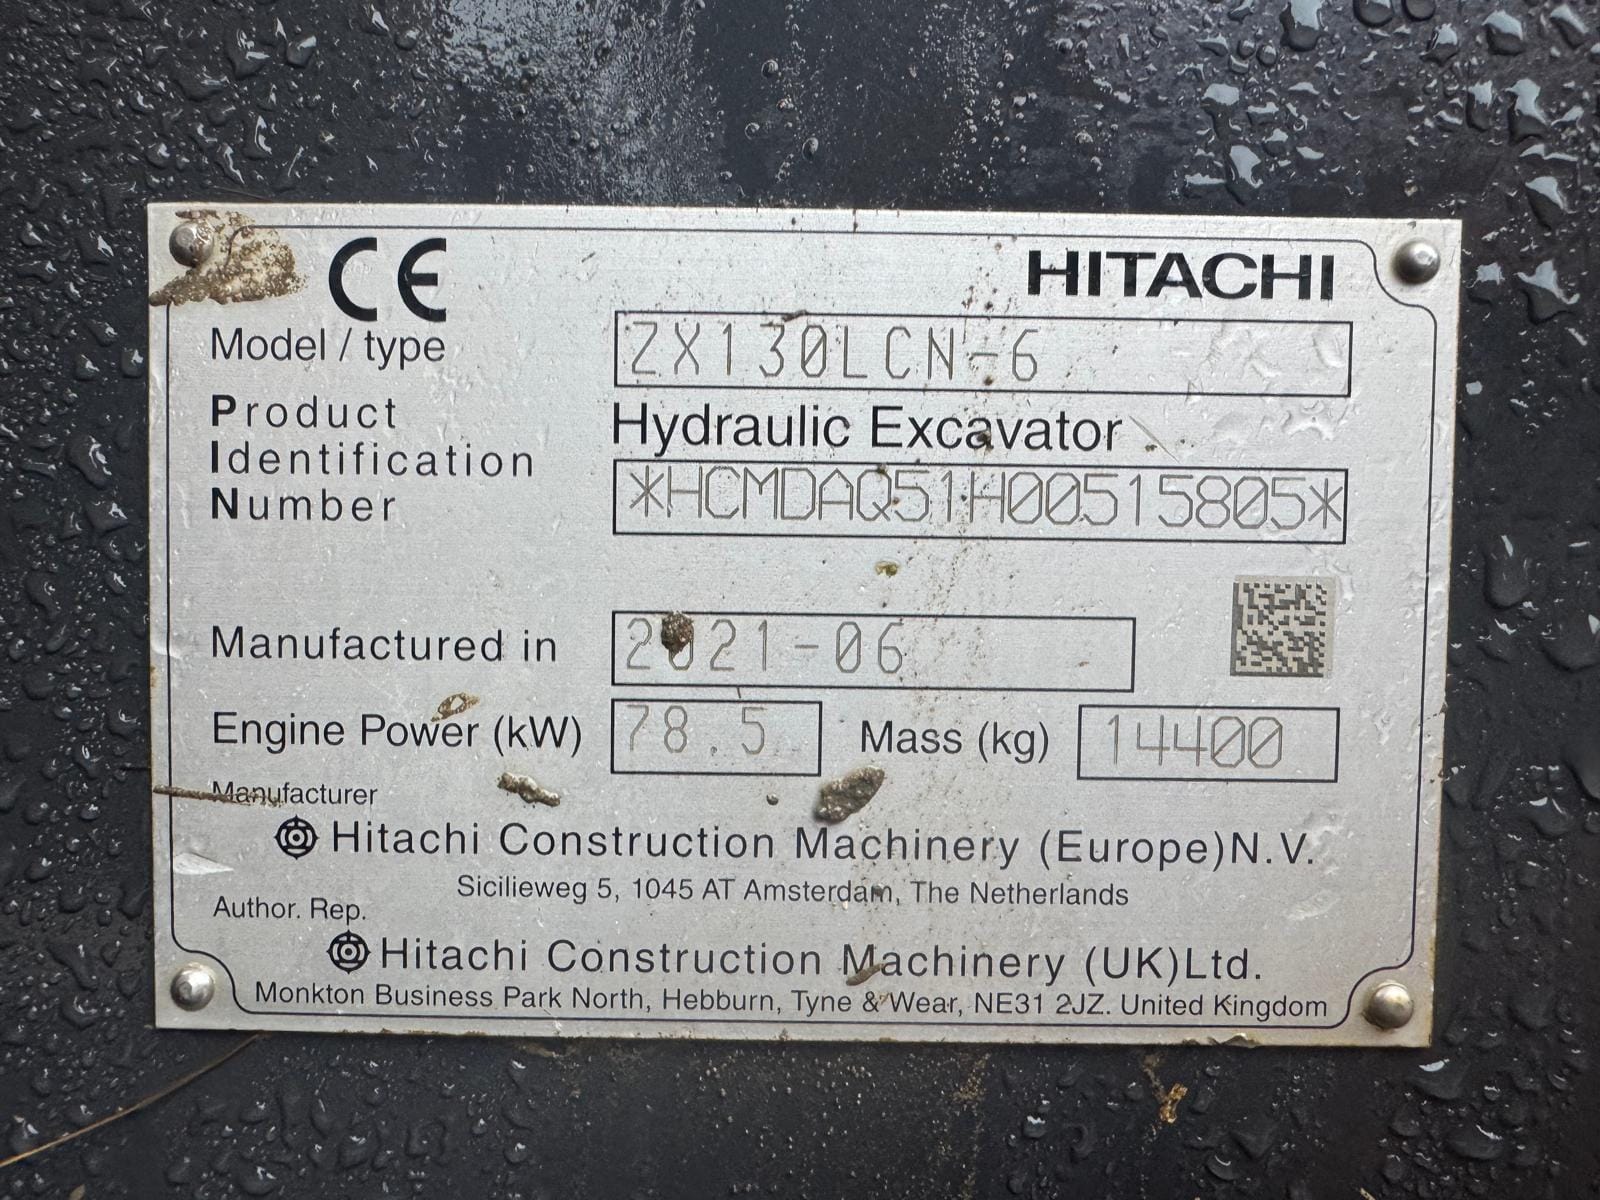 CE HITACHI
Model / type ZX130LCN-6
Product Hydraulic Excavator
Identification
Number *HCMDAQ51H00515805*
Manufactured in 2021-06
Engine Power (kW) 78.5 Mass (kg) 14400
Manufacturer
Hitachi Construction Machinery (Europe)N.V.
Sicilieweg 5, 1045 AT Amsterdam, The Netherlands
Author. Rep.
Hitachi Construction Machinery (UK)Ltd.
Monkton Business Park North, Hebburn, Tyne & Wear, NE31 2JZ. United Kingdom